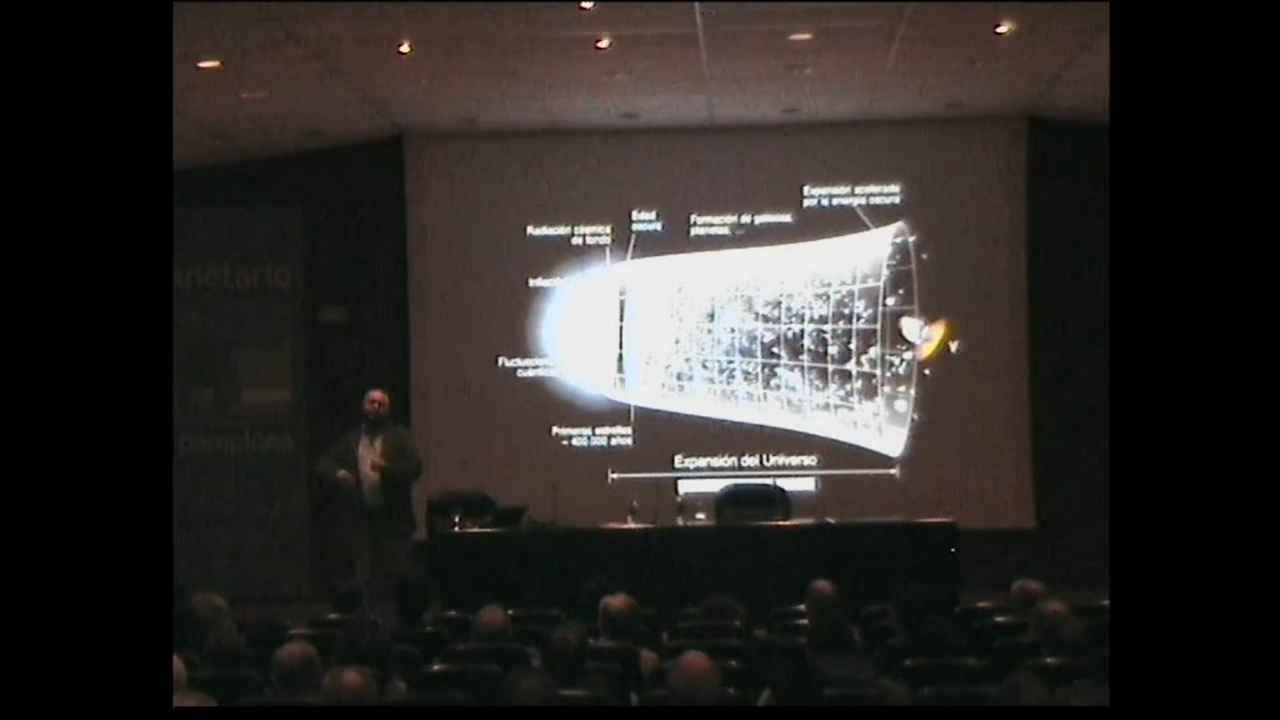 Expansión acelerada
por la energía oscura
Edad
oscura
Formación de galaxias,
planetas, ...
Radiación cósmica
de fondo
Primeras estrellas
~ 400.000 años
Expansión del Universo